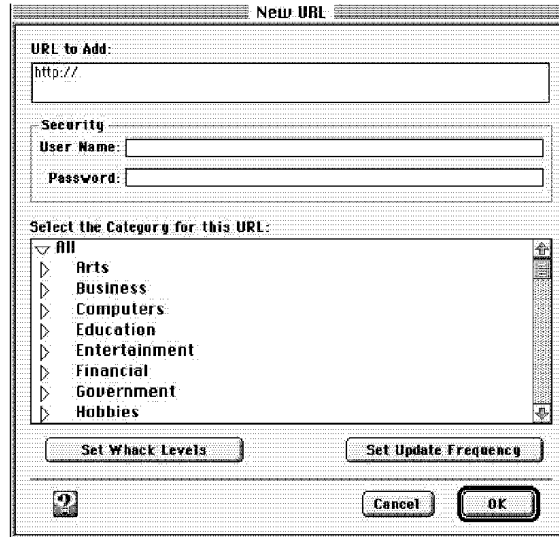 New URL
URL to Add:
http://
Security
User Name:
Password:
Select the Category for this URL:
All
Arts
Business
Computers
Education
Entertainment
Financial
Government
Hobbies
Set Whack Levels
Set Update Frequency
?
Cancel
OK